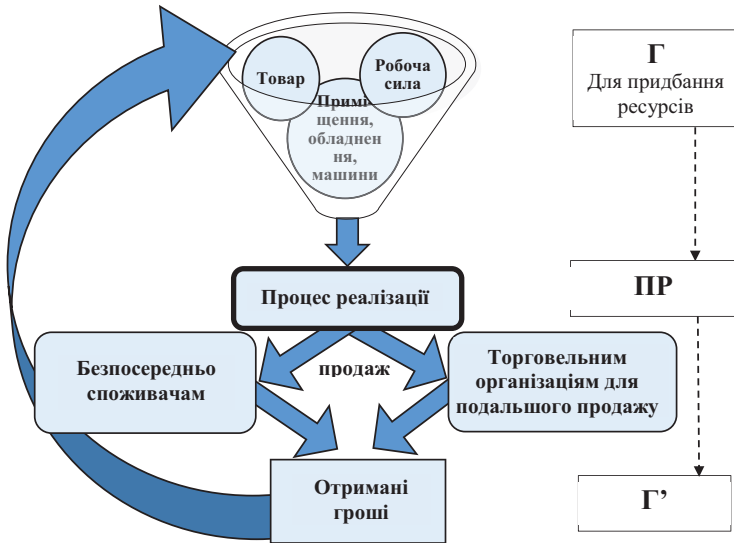 Товар
Робоча
сила
Примі
щення,
обладнен
ня,
машини
Г
Для придбання
ресурсів
Процес реалізації
ПР
Безпосередньо
споживачам
продаж
Торговельним
організаціям для
подальшого продажу
Отримані
гроші
Г’